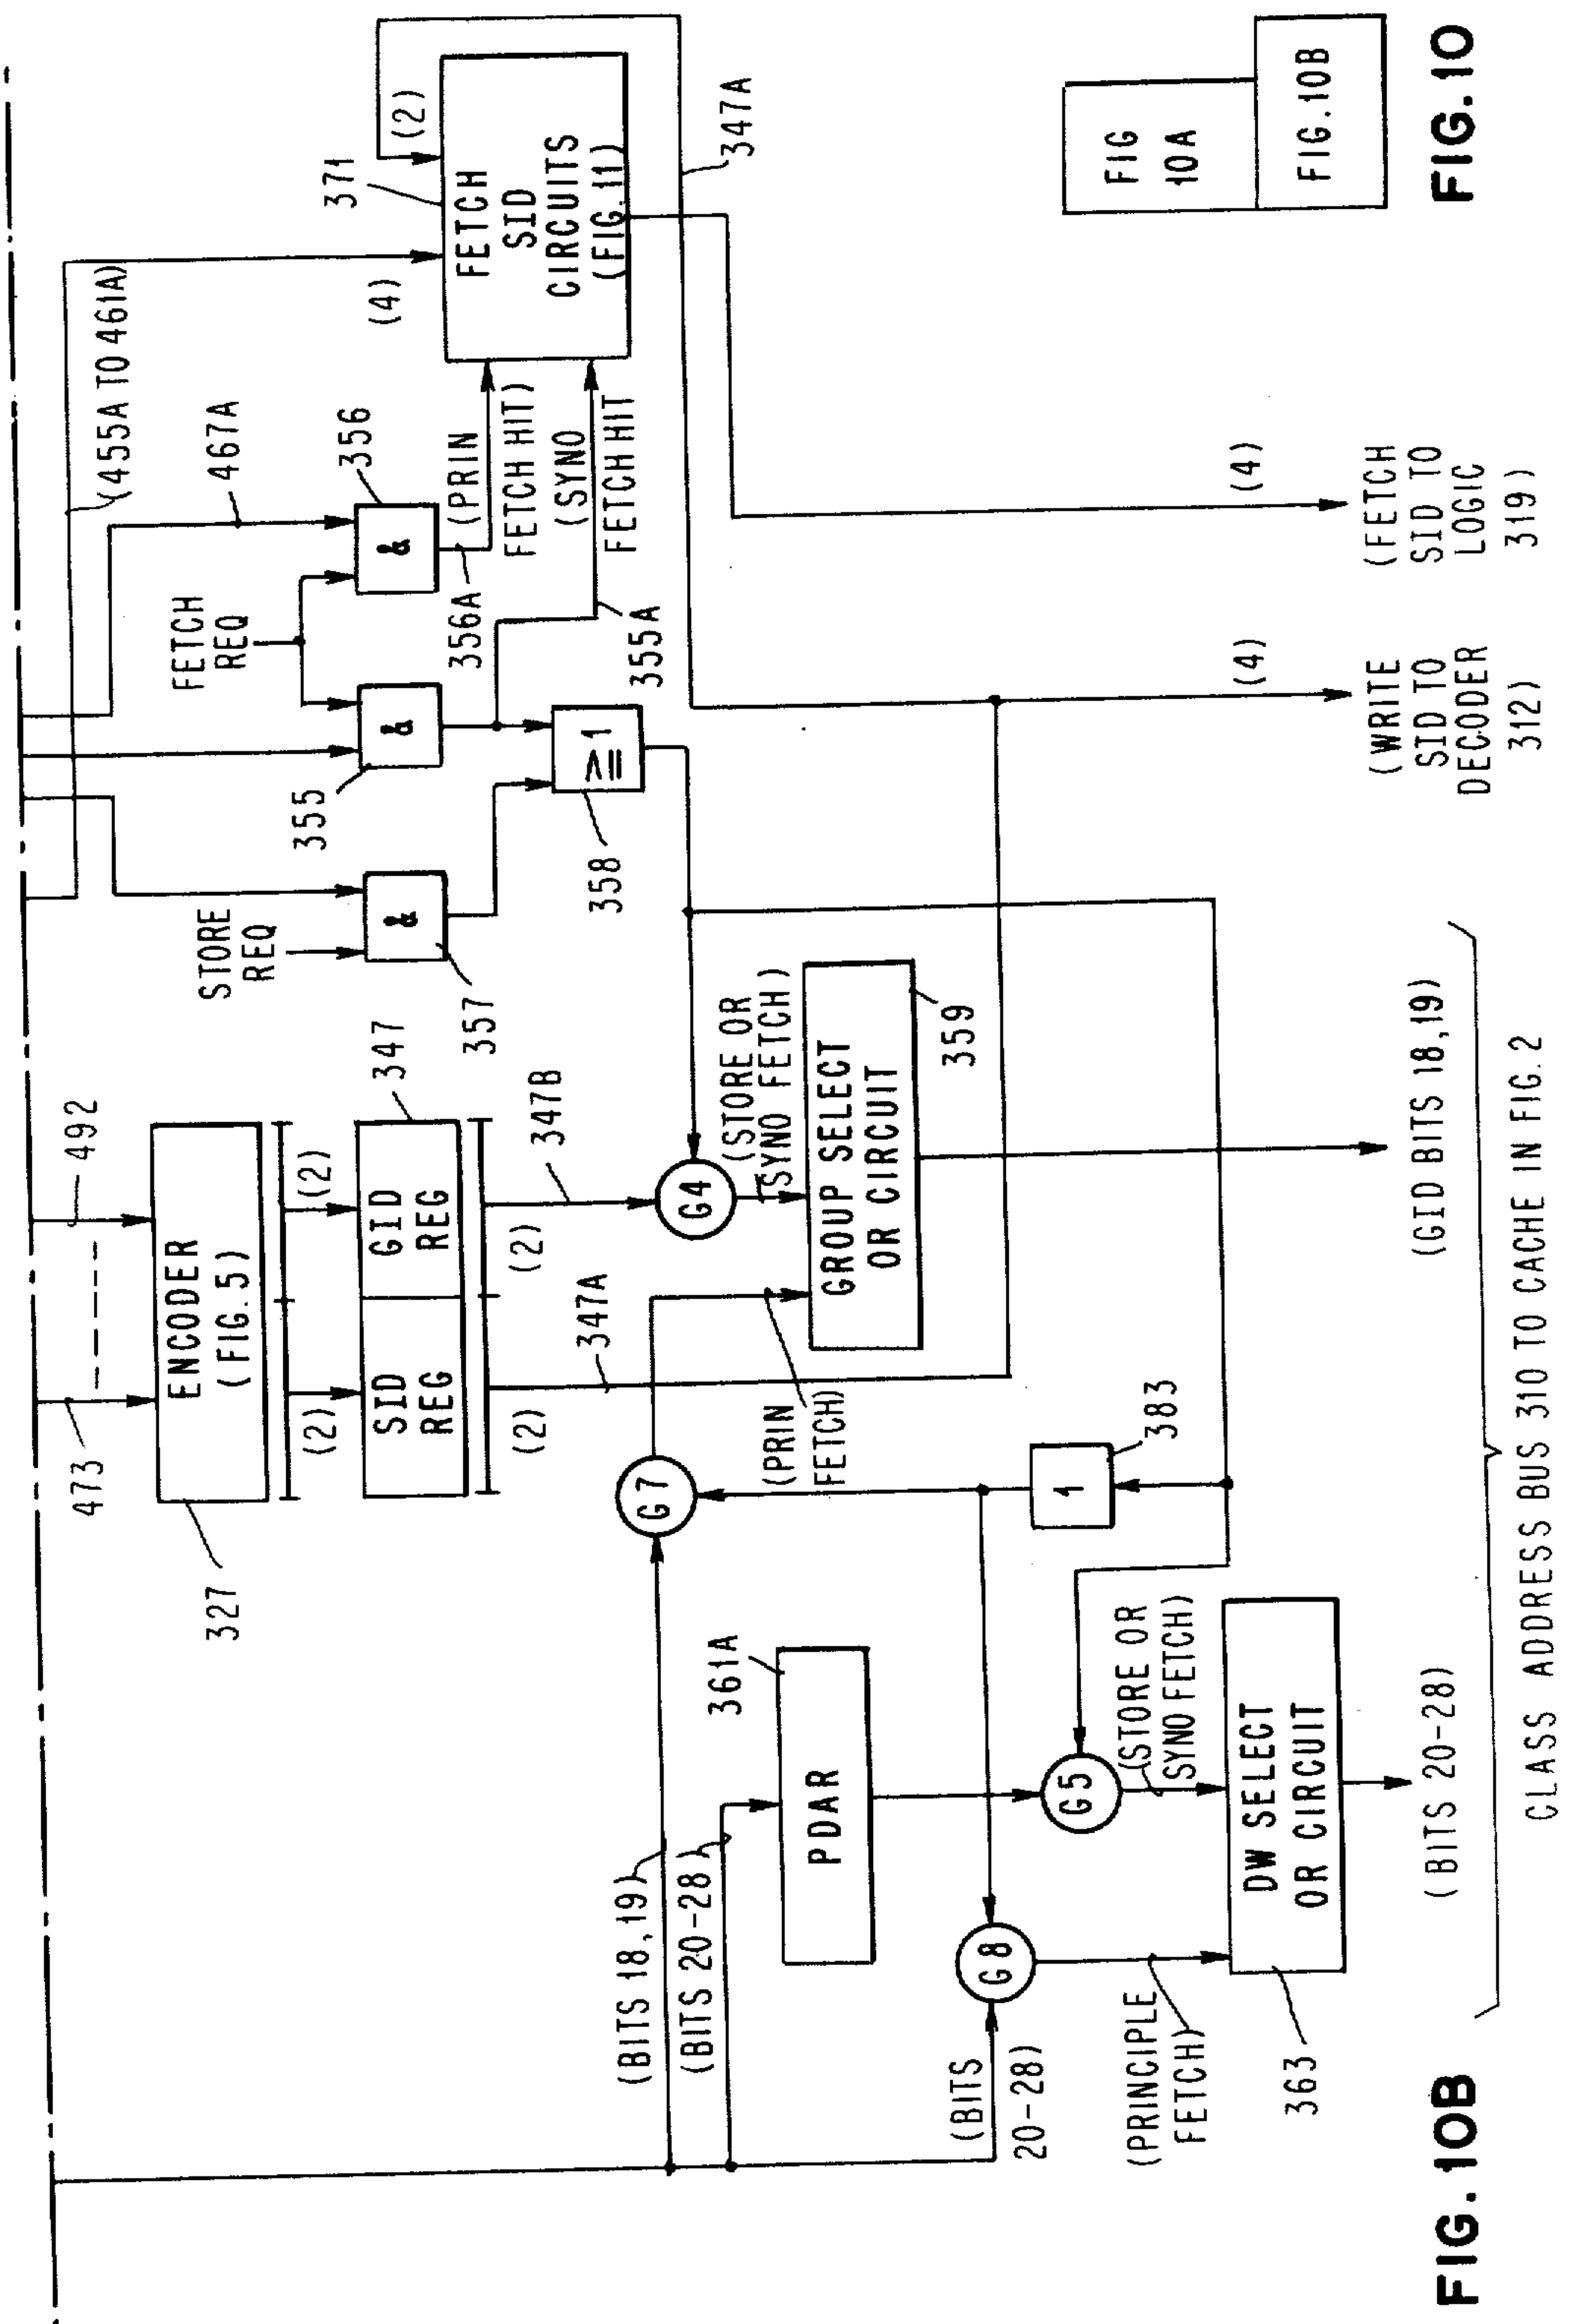 (455A TO 461A)
467A
371
(2)
FETCH
REQ
356
&
(4)
FETCH
SID
CIRCUITS
(FIG. 11)
STORE
REQ
355
&
356A
(PRIN
FETCH HIT)
(SYNO
FETCH HIT
355A
347A
357
&
358
≧1
473
492
327
ENCODER
(FIG. 5)
(2)
(2)
347
SID
REG
GID
REG
(2)
(2)
347A
347B
G7
G4
(STORE OR
SYNO FETCH)
(PRIN
FETCH)
GROUP SELECT
OR CIRCUIT
359
(BITS 18,19)
(BITS 20-28)
361A
PDAR
383
1
(BITS
20-28)
G8
G5
(STORE OR
SYNO FETCH)
(PRINCIPLE
FETCH)
363
DW SELECT
OR CIRCUIT
(4)
(4)
(BITS 20-28)
(GID BITS 18,19)
(WRITE
SID TO
DECODER
312)
(FETCH
SID TO
LOGIC
319)
CLASS ADDRESS BUS 310 TO CACHE IN FIG. 2
FIG. 10B
FIG
10A
FIG. 10B
FIG. 10